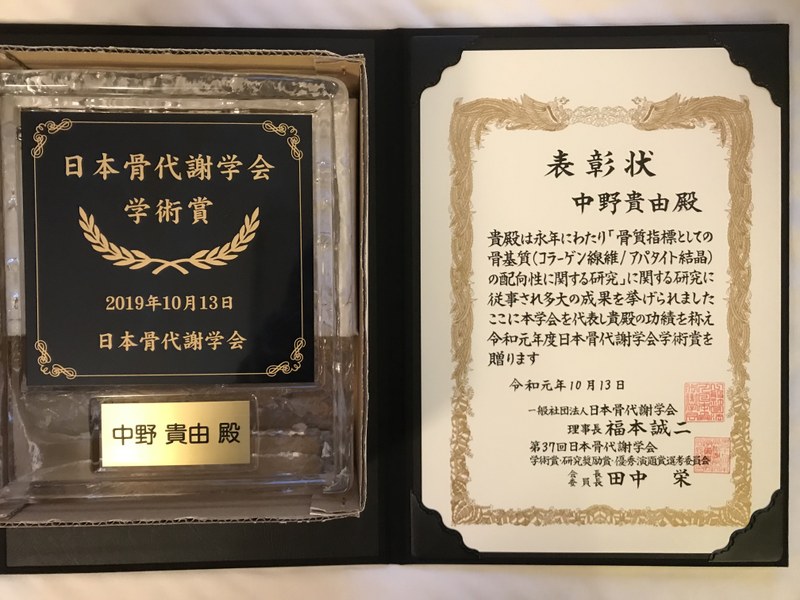 日本骨代謝学会
学術賞
2019年10月13日
日本骨代謝学会
中野 貴由 殿
表彰状
中野貴由殿
貴殿は永年にわたり「骨質指標としての
骨基質(コラーゲン線維/アパタイト結晶)
の配向性に関する研究」に関する研究に
従事され多大の成果を挙げられました
ここに本学会を代表し貴殿の功績を称え
令和元年度日本骨代謝学会学術賞を
贈ります
令和元年10月13日
一般社団法人日本骨代謝学会
理事長 福本誠二
第37回日本骨代謝学会
学術賞・研究奨励賞・優秀演題賞選考委員会
会長
委員長 田中 栄